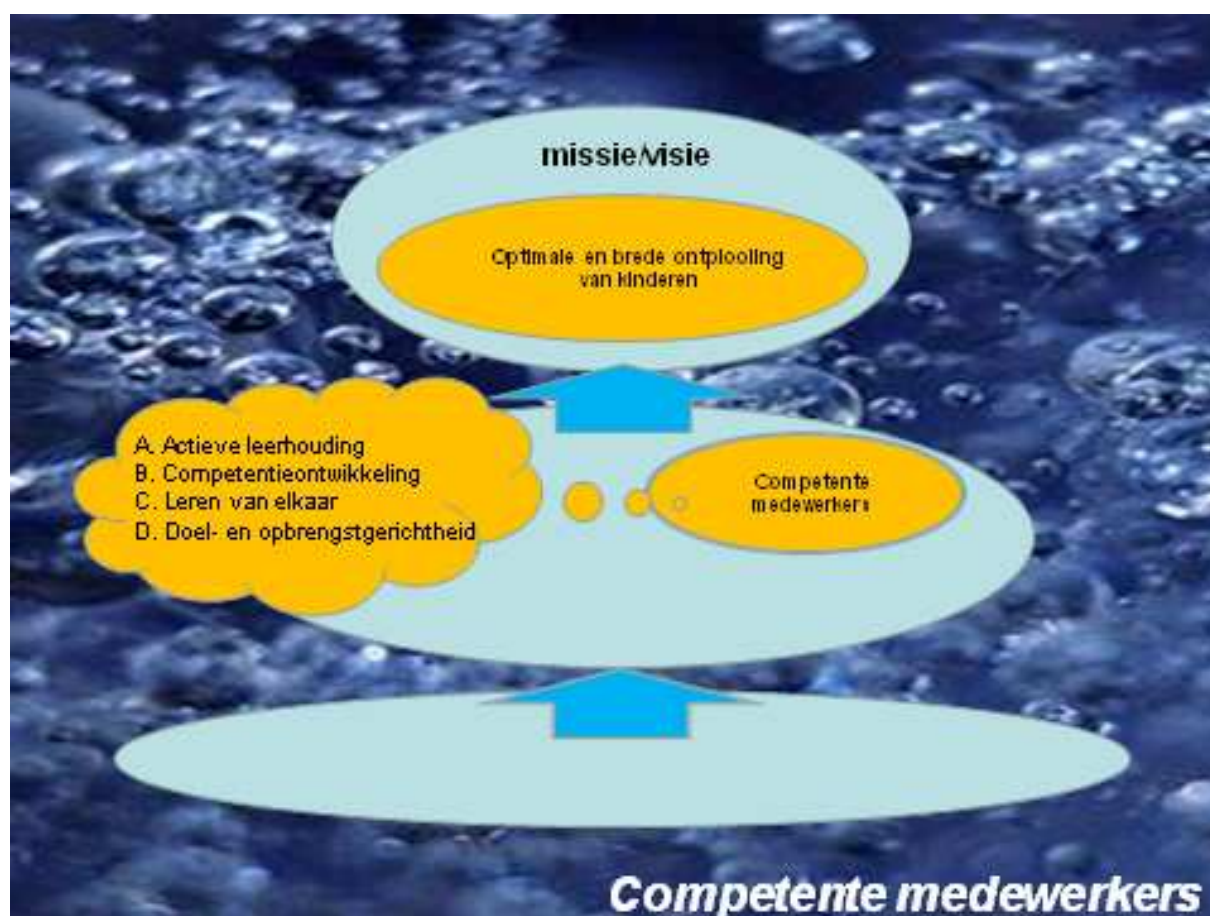 missie/visie
Optimale en brede ontplooiing
van kinderen
A. Actieve leerhouding
B. Competentieontwikkeling
C. Leren van elkaar
D. Doel- en opbrengstgerichtheid
Competente
medewerkers
Competente medewerkers